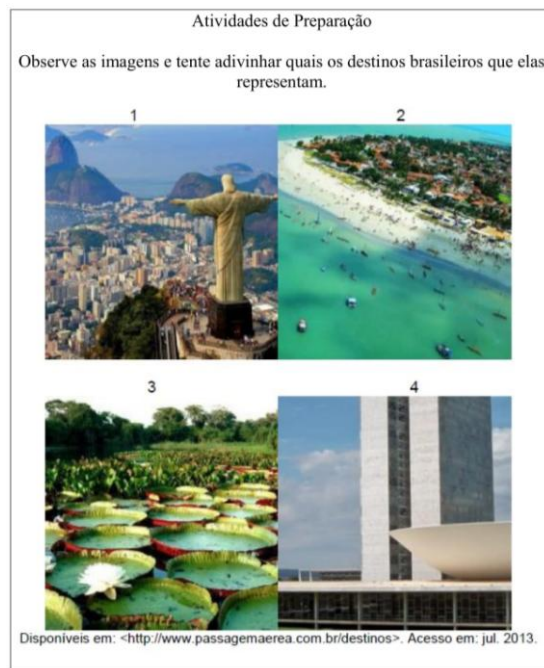 Atividades de Preparação
Observe as imagens e tente adivinhar quais os destinos brasileiros que elas
representam.
1
2
3
4
Disponíveis em: <http://www.passagemaerea.com.br/destinos>. Acesso em: jul. 2013.